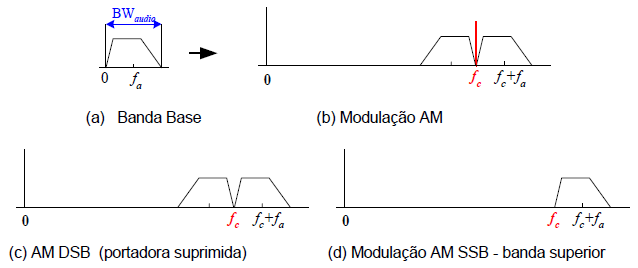 BWaudio
0
fa
(a) Banda Base
0
fc
fc+fa
(b) Modulação AM
0
fc
fc+fa
(c) AM DSB (portadora suprimida)
0
fc
fc+fa
(d) Modulação AM SSB - banda superior